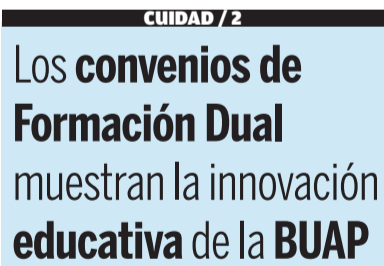 CUIDAD / 2
Los convenios de
Formación Dual
muestran la innovación
educativa de la BUAP